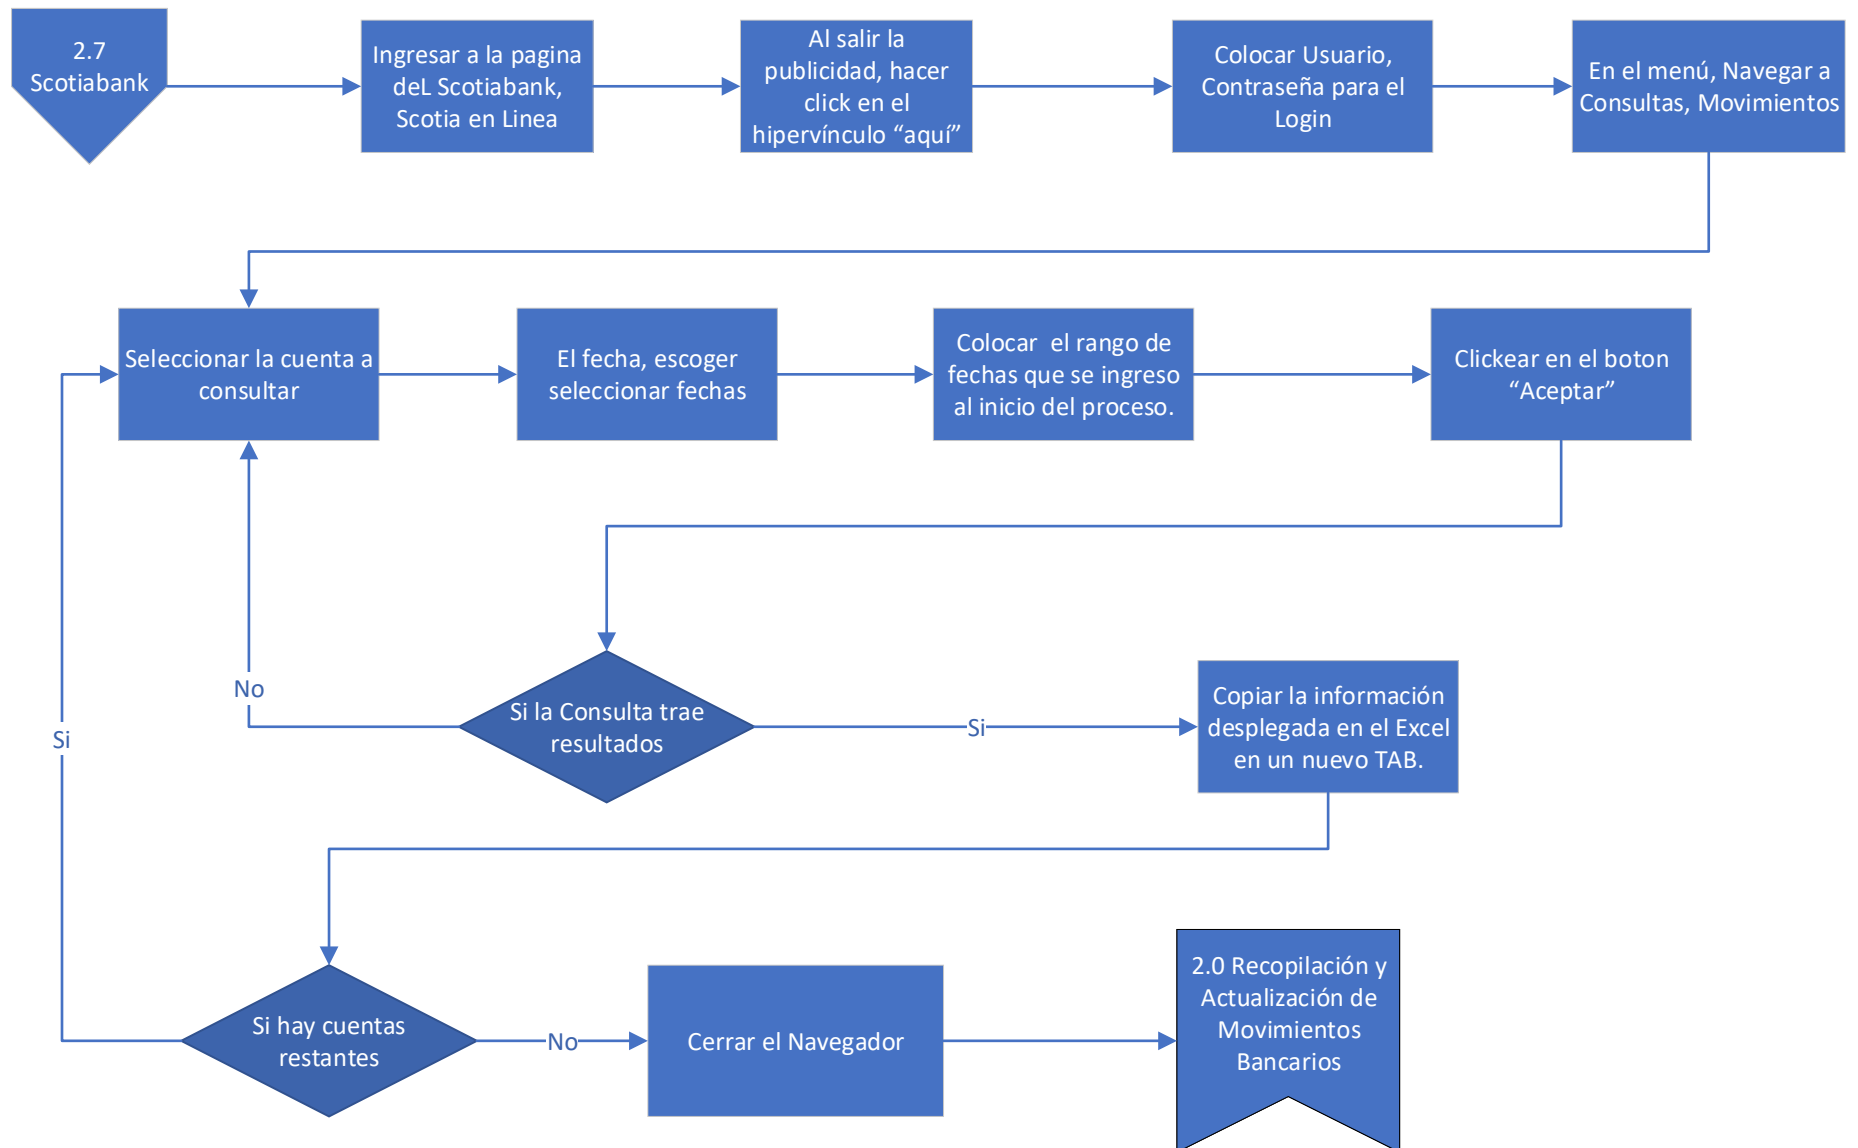 2.7
Scotiabank
Ingresar a la pagina
deL Scotiabank,
Scotia en Linea
Al salir la
publicidad, hacer
click en el
hipervínculo “aquí”
Colocar Usuario,
Contraseña para el
Login
En el menú, Navegar a
Consultas, Movimientos
Seleccionar la cuenta a
consultar
El fecha, escoger
seleccionar fechas
Colocar  el rango de
fechas que se ingreso
al inicio del proceso.
Clickear en el boton
“Aceptar”
No
Si la Consulta trae
resultados
Si
Copiar la información
desplegada en el Excel
en un nuevo TAB.
Si
Si hay cuentas
restantes
No
Cerrar el Navegador
2.0 Recopilación y
Actualización de
Movimientos
Bancarios